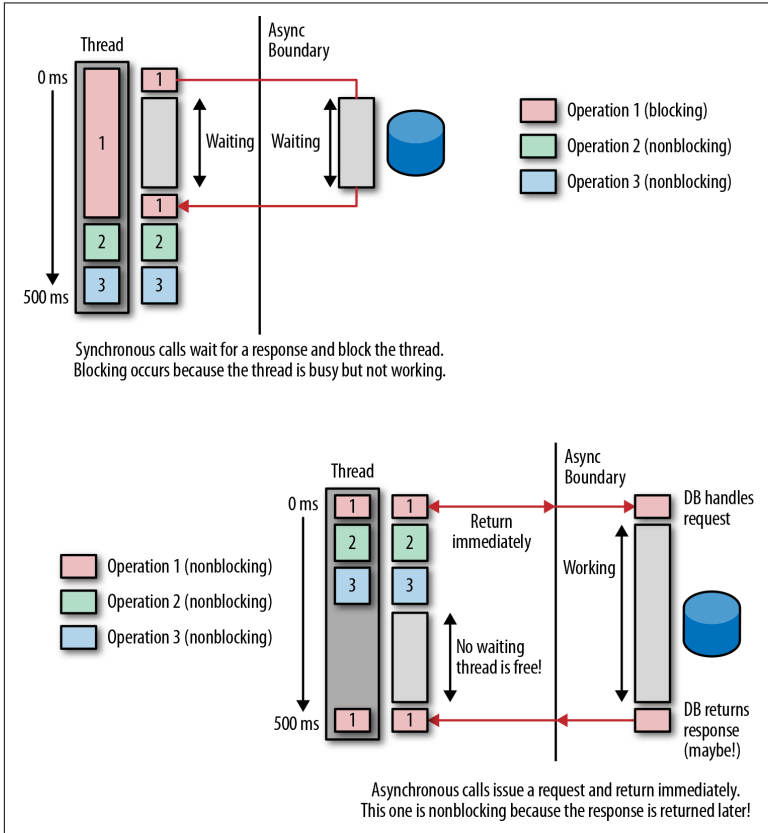 Thread
Async
Boundary
0 ms
1
1
Waiting
Waiting
1
2
2
3
3
500 ms
Operation 1 (blocking)
Operation 2 (nonblocking)
Operation 3 (nonblocking)
Synchronous calls wait for a response and block the thread.
Blocking occurs because the thread is busy but not working.
Thread
Async
Boundary
0 ms
1
1
Return
immediately
DB handles
request
2
2
3
3
Working
No waiting
thread is free!
Operation 1 (nonblocking)
Operation 2 (nonblocking)
Operation 3 (nonblocking)
500 ms
1
1
DB returns
response
(maybe!)
Asynchronous calls issue a request and return immediately.
This one is nonblocking because the response is returned later!